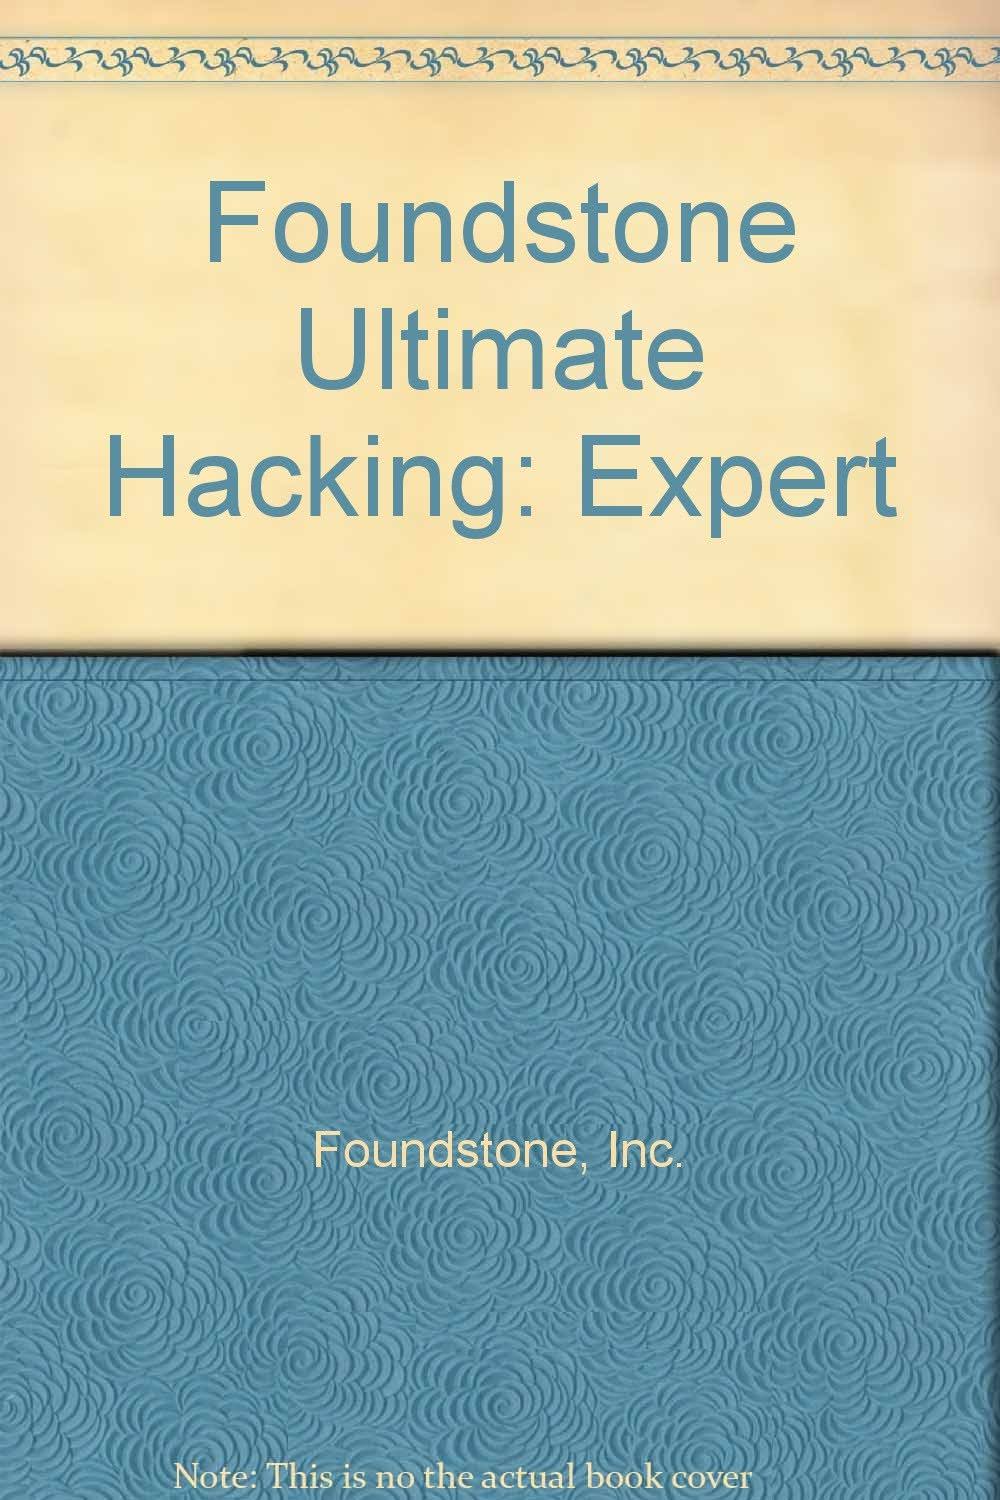 Foundstone
Ultimate
Hacking: Expert
Foundstone, Inc.
Note: This is no the actual book cover